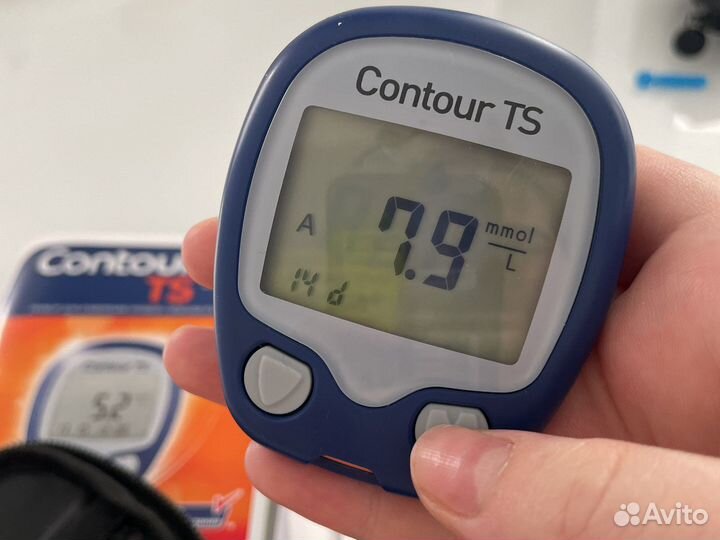 Contour TS
A
7.9 mmol/L
14 d
Contour
TS
5.2
Avito